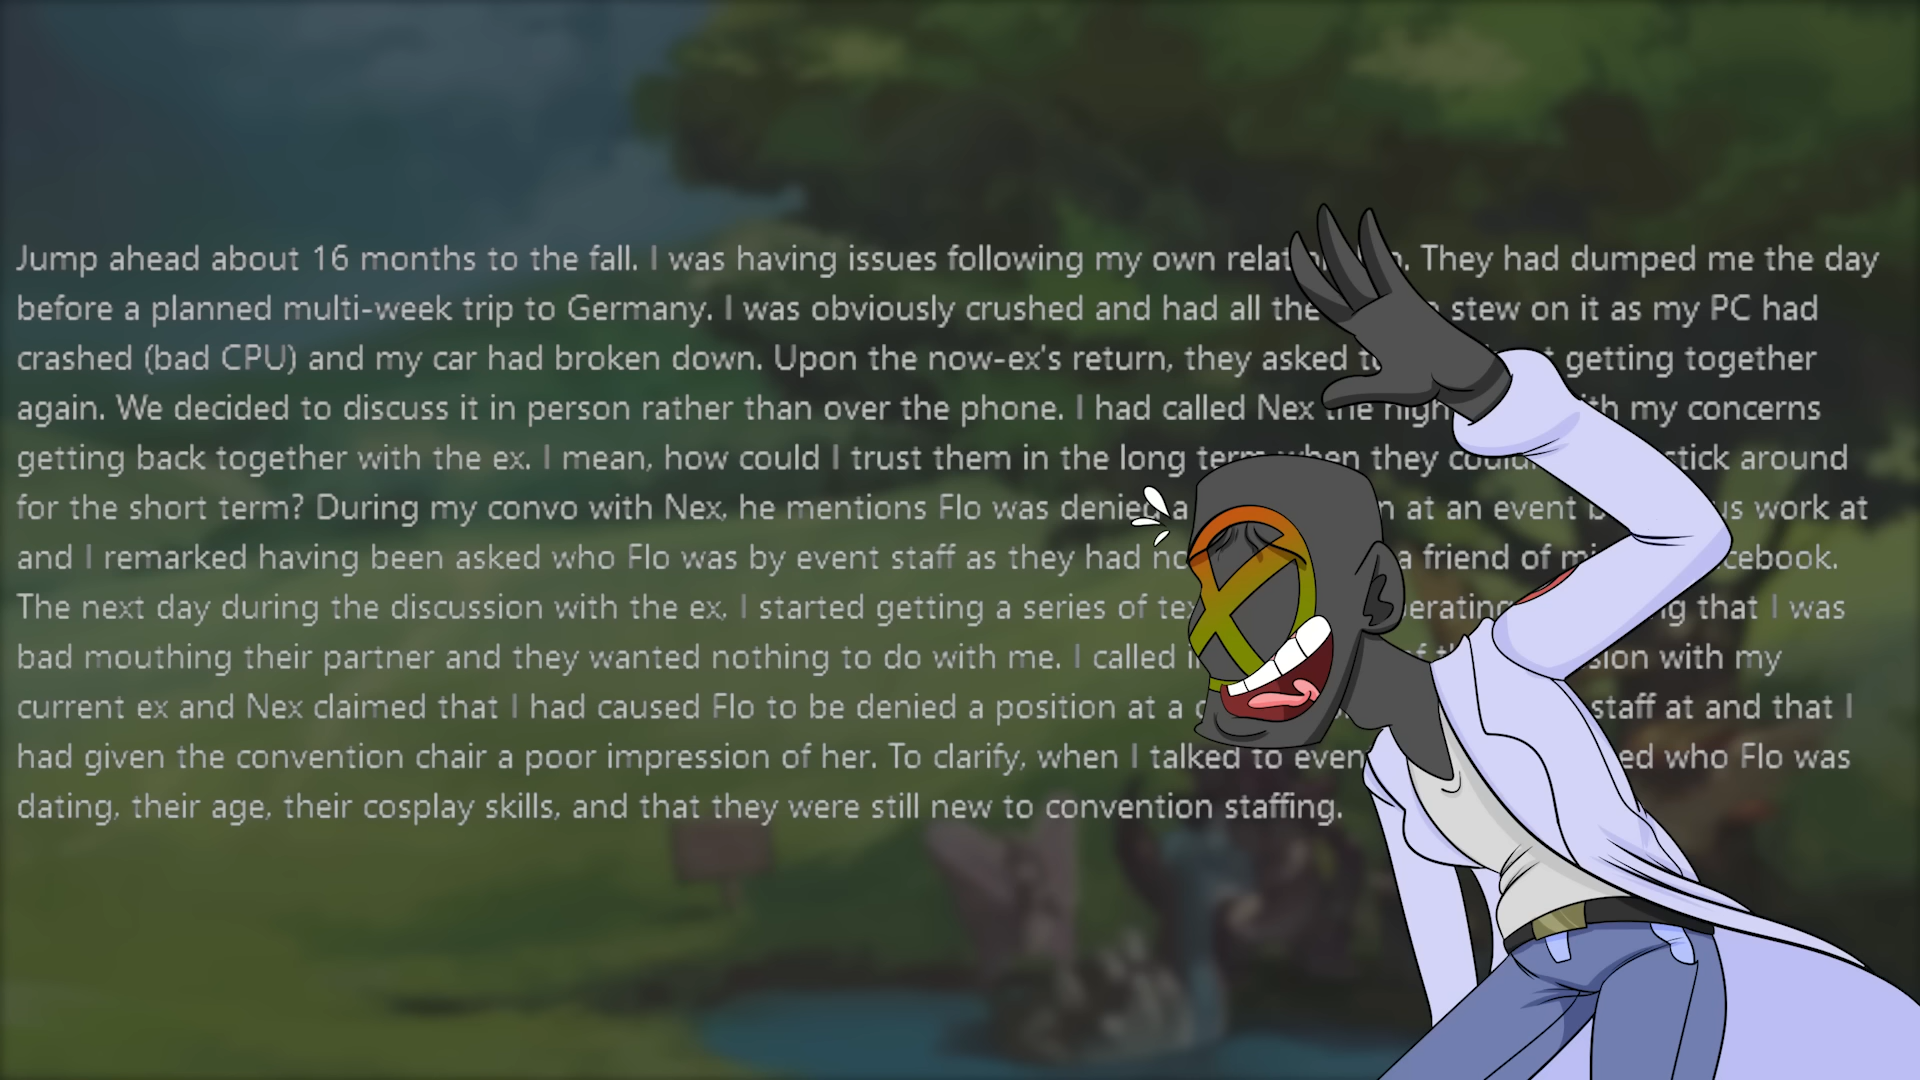 Jump ahead about 16 months to the fall. I was having issues following my own They had dumped me the day
before a planned multi-week trip to Germany. I was obviously crushed and had all the stew on it as my PC had
crashed (bad CPU) and my car had broken down. Upon the now-ex's return, they asked getting together
again. We decided to discuss it in person rather than over the phone. I had called Nex the with my concerns
getting back together with the ex. I mean, how could I trust them in the long term when they stick around
for the short term? During my convo with Nex, he mentions Flo was denied a at an event work at
and I remarked having been asked who Flo was by event staff as they had a friend of
The next day during the discussion with the ex, I started getting a series of that I was
bad mouthing their partner and they wanted nothing to do with me. I called with my
current ex and Nex claimed that I had caused Flo to be denied a position at a staff at and that I
had given the convention chair a poor impression of her. To clarify, when I talked to who Flo was
dating, their age, their cosplay skills, and that they were still new to convention staffing.